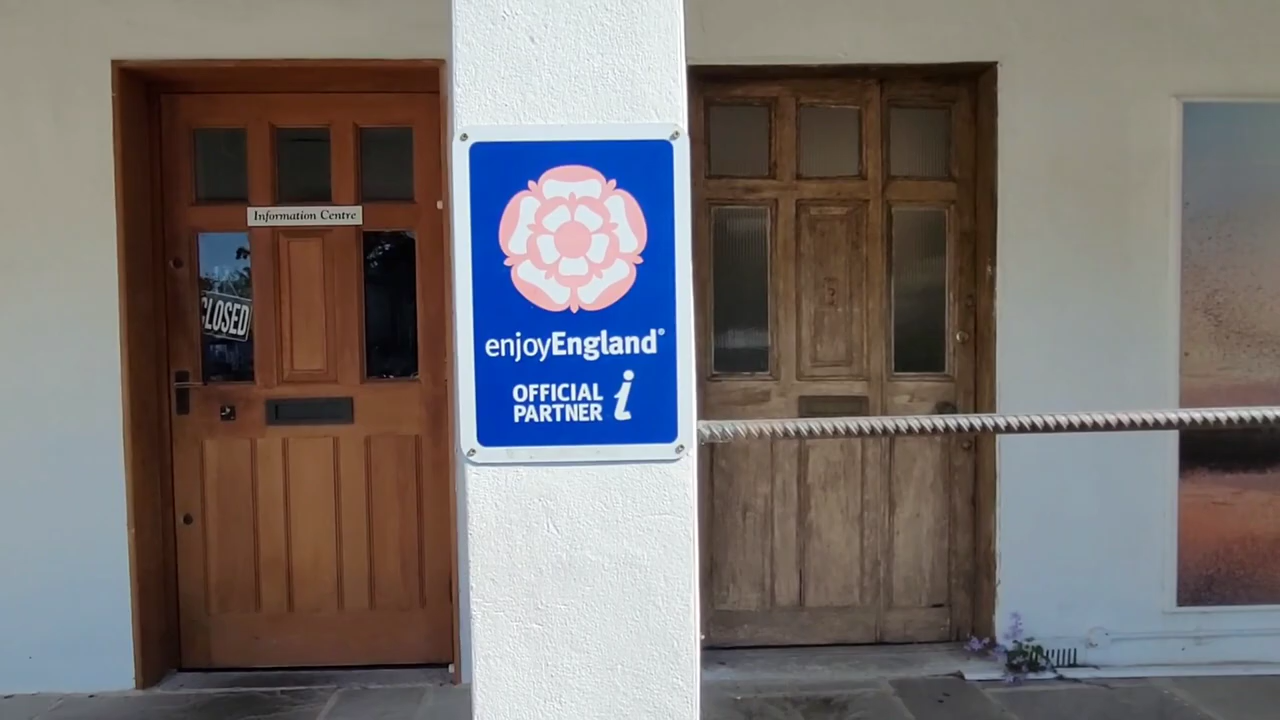 Information Centre
CLOSED
enjoyEngland®
OFFICIAL
PARTNER i